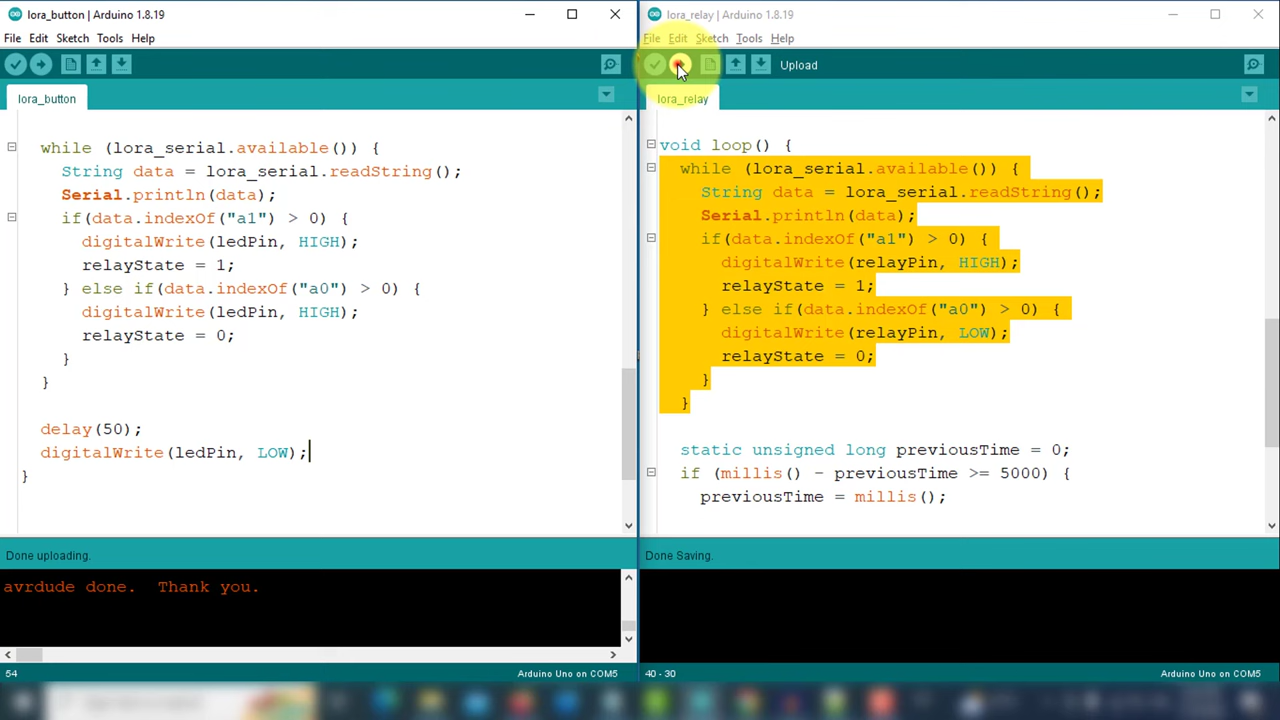 lora_button | Arduino 1.8.19
File Edit Sketch Tools Help
lora_button
while (lora_serial.available()) {
String data = lora_serial.readString();
Serial.println(data);
if(data.indexOf("a1") > 0) {
digitalWrite(ledPin, HIGH);
relayState = 1;
} else if(data.indexOf("a0") > 0) {
digitalWrite(ledPin, HIGH);
relayState = 0;
}
}
delay(50);
digitalWrite(ledPin, LOW);
}
Done uploading.
avrdude done.  Thank you.
54
Arduino Uno on COM5
lora_relay | Arduino 1.8.19
File Edit Sketch Tools Help
Upload
lora_relay
void loop() {
while (lora_serial.available()) {
String data = lora_serial.readString();
Serial.println(data);
if(data.indexOf("a1") > 0) {
digitalWrite(relayPin, HIGH);
relayState = 1;
} else if(data.indexOf("a0") > 0) {
digitalWrite(relayPin, LOW);
relayState = 0;
}
}
static unsigned long previousTime = 0;
if (millis() - previousTime >= 5000) {
previousTime = millis();
Done Saving.
40 - 30
Arduino Uno on COM5